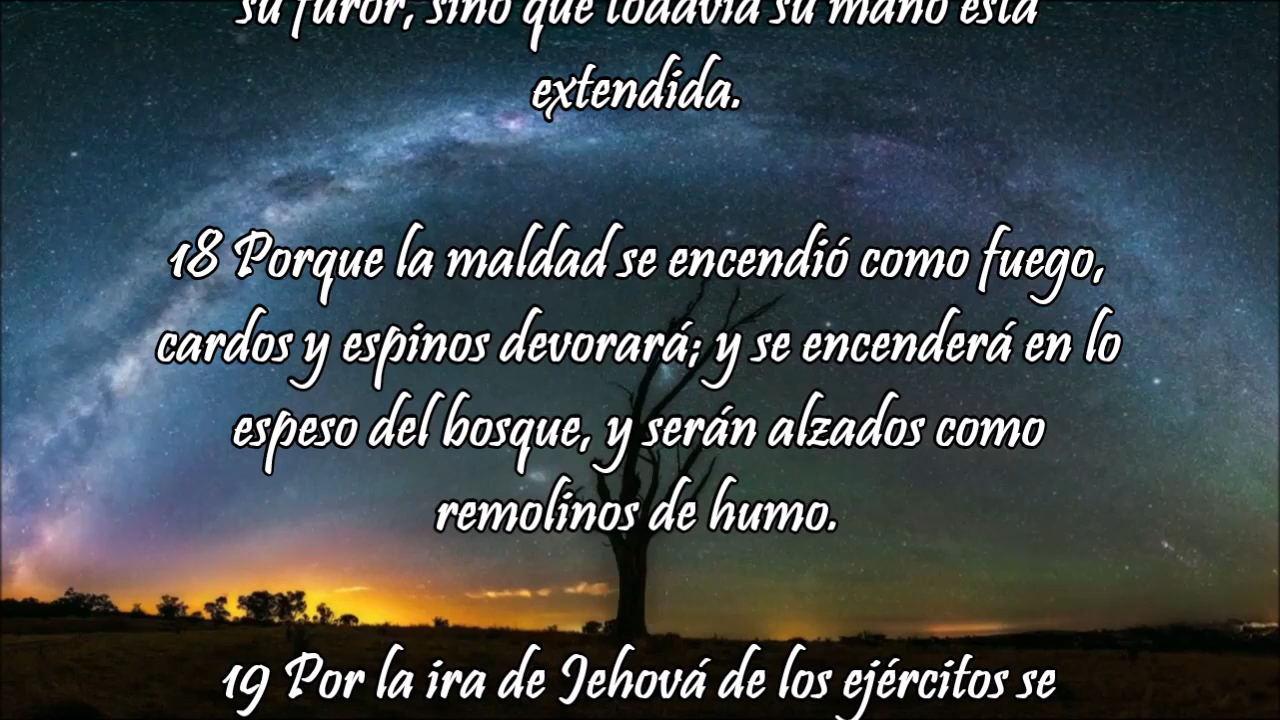 su furor, sino que todavía su mano está
extendida.
18 Porque la maldad se encendió como fuego,
cardos y espinos devorará; y se encenderá en lo
espeso del bosque, y serán alzados como
remolinos de humo.
19 Por la ira de Jehová de los ejércitos se